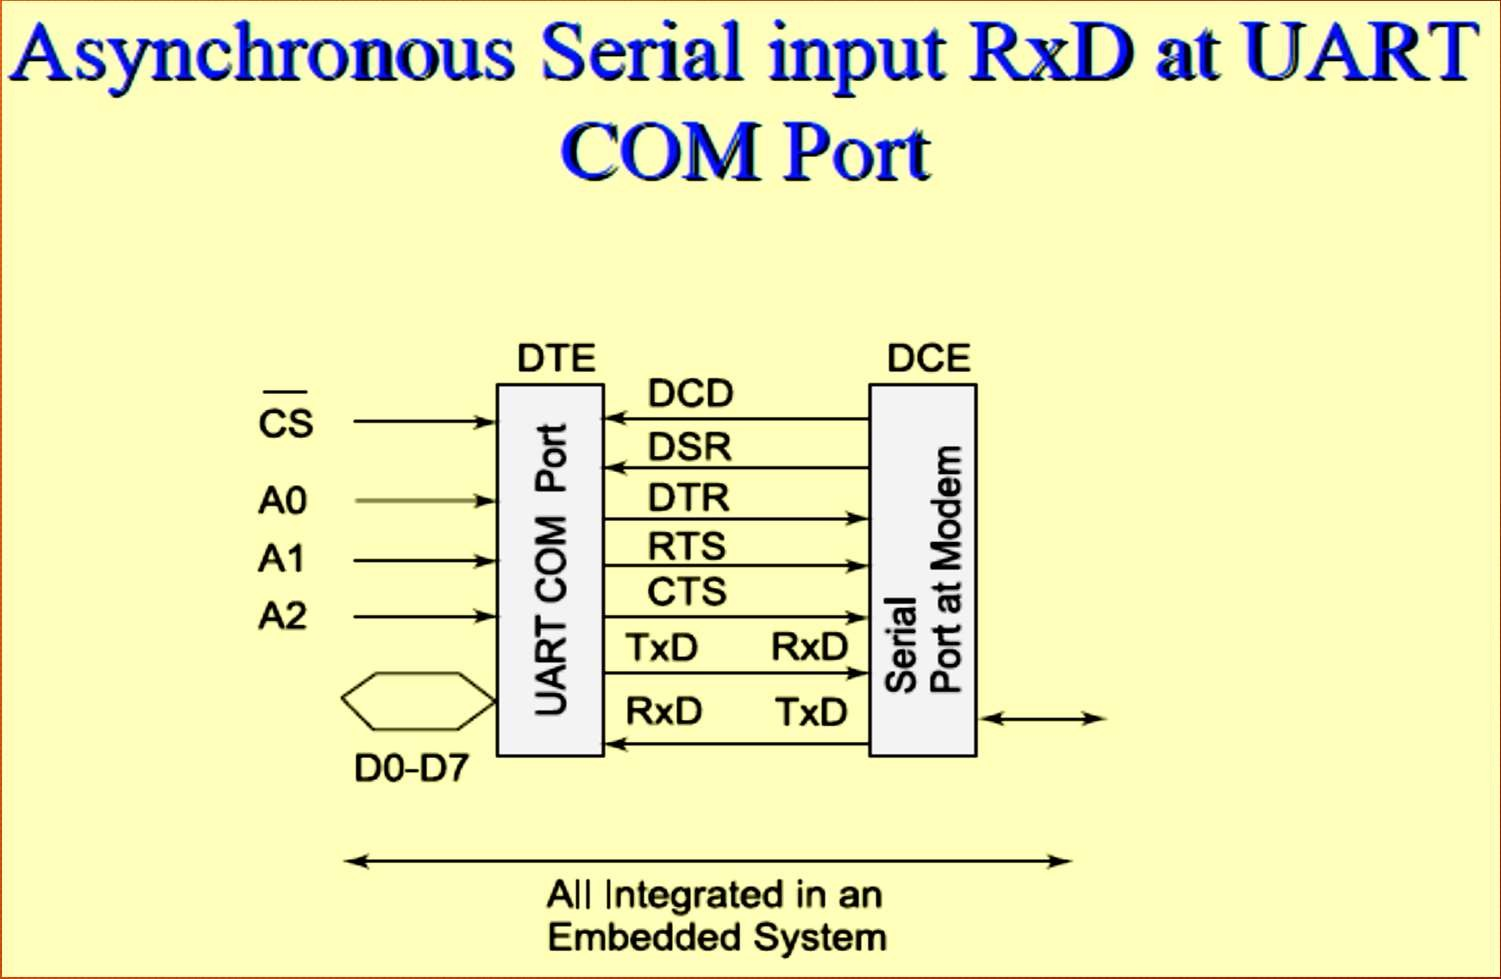 Asynchronous Serial input RxD at UART
COM Port
DTE
DCE
C̅S̅
A0
A1
A2
D0-D7
UART COM Port
DCD
DSR
DTR
RTS
CTS
TxD RxD
RxD TxD
Serial
Port at Modem
All Integrated in an
Embedded System